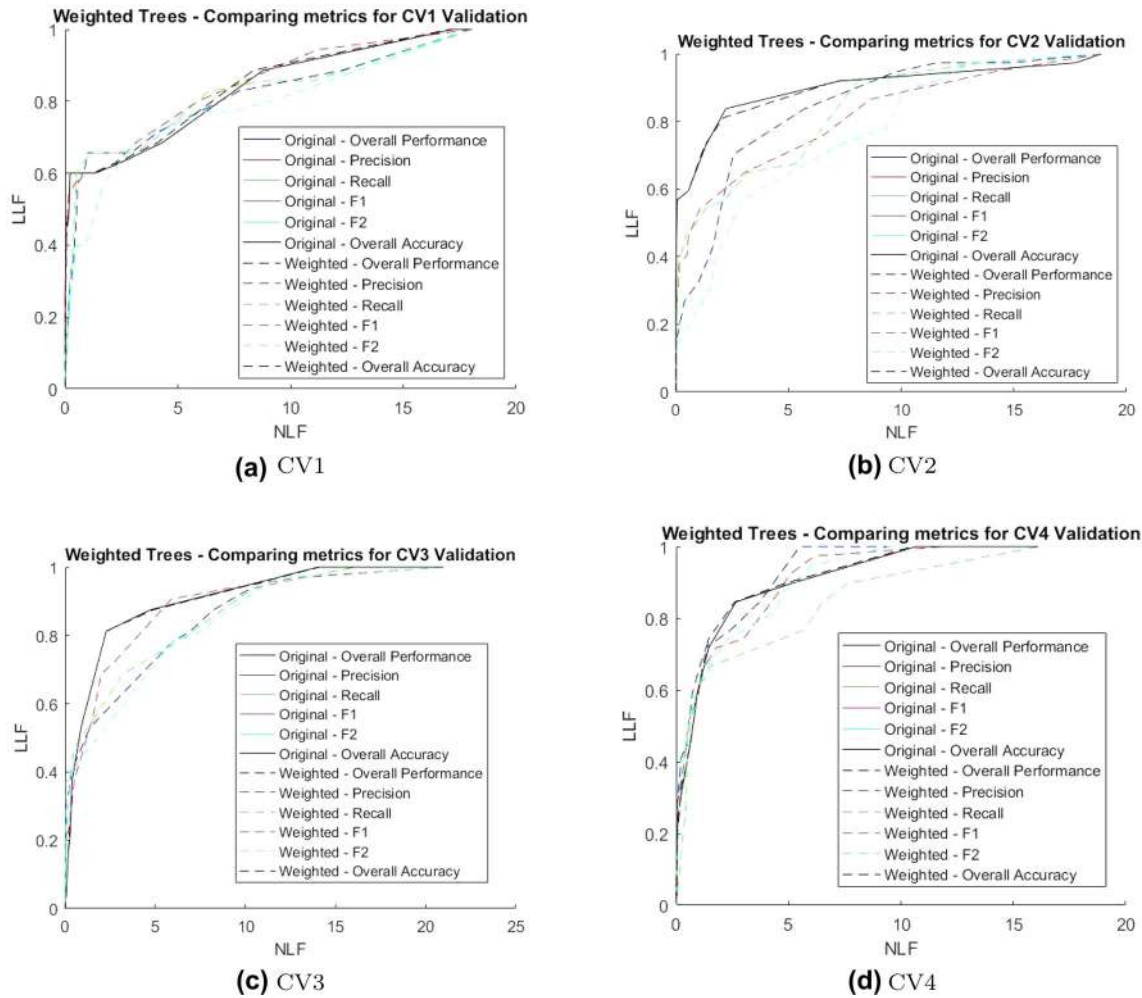 Weighted Trees - Comparing metrics for CV1 Validation
1
0.8
0.6
0.4
0.2
0
LLF
0
5
10
15
20
NLF
Original - Overall Performance
Original - Precision
Original - Recall
Original - F1
Original - F2
Original - Overall Accuracy
Weighted - Overall Performance
Weighted - Precision
Weighted - Recall
Weighted - F1
Weighted - F2
Weighted - Overall Accuracy
(a) CV1
Weighted Trees - Comparing metrics for CV2 Validation
1
0.8
0.6
0.4
0.2
0
LLF
0
5
10
15
20
NLF
Original - Overall Performance
Original - Precision
Original - Recall
Original - F1
Original - F2
Original - Overall Accuracy
Weighted - Overall Performance
Weighted - Precision
Weighted - Recall
Weighted - F1
Weighted - F2
Weighted - Overall Accuracy
(b) CV2
Weighted Trees - Comparing metrics for CV3 Validation
1
0.8
0.6
0.4
0.2
0
LLF
0
5
10
15
20
25
NLF
Original - Overall Performance
Original - Precision
Original - Recall
Original - F1
Original - F2
Original - Overall Accuracy
Weighted - Overall Performance
Weighted - Precision
Weighted - Recall
Weighted - F1
Weighted - F2
Weighted - Overall Accuracy
(c) CV3
Weighted Trees - Comparing metrics for CV4 Validation
1
0.8
0.6
0.4
0.2
0
LLF
0
5
10
15
20
NLF
Original - Overall Performance
Original - Precision
Original - Recall
Original - F1
Original - F2
Original - Overall Accuracy
Weighted - Overall Performance
Weighted - Precision
Weighted - Recall
Weighted - F1
Weighted - F2
Weighted - Overall Accuracy
(d) CV4